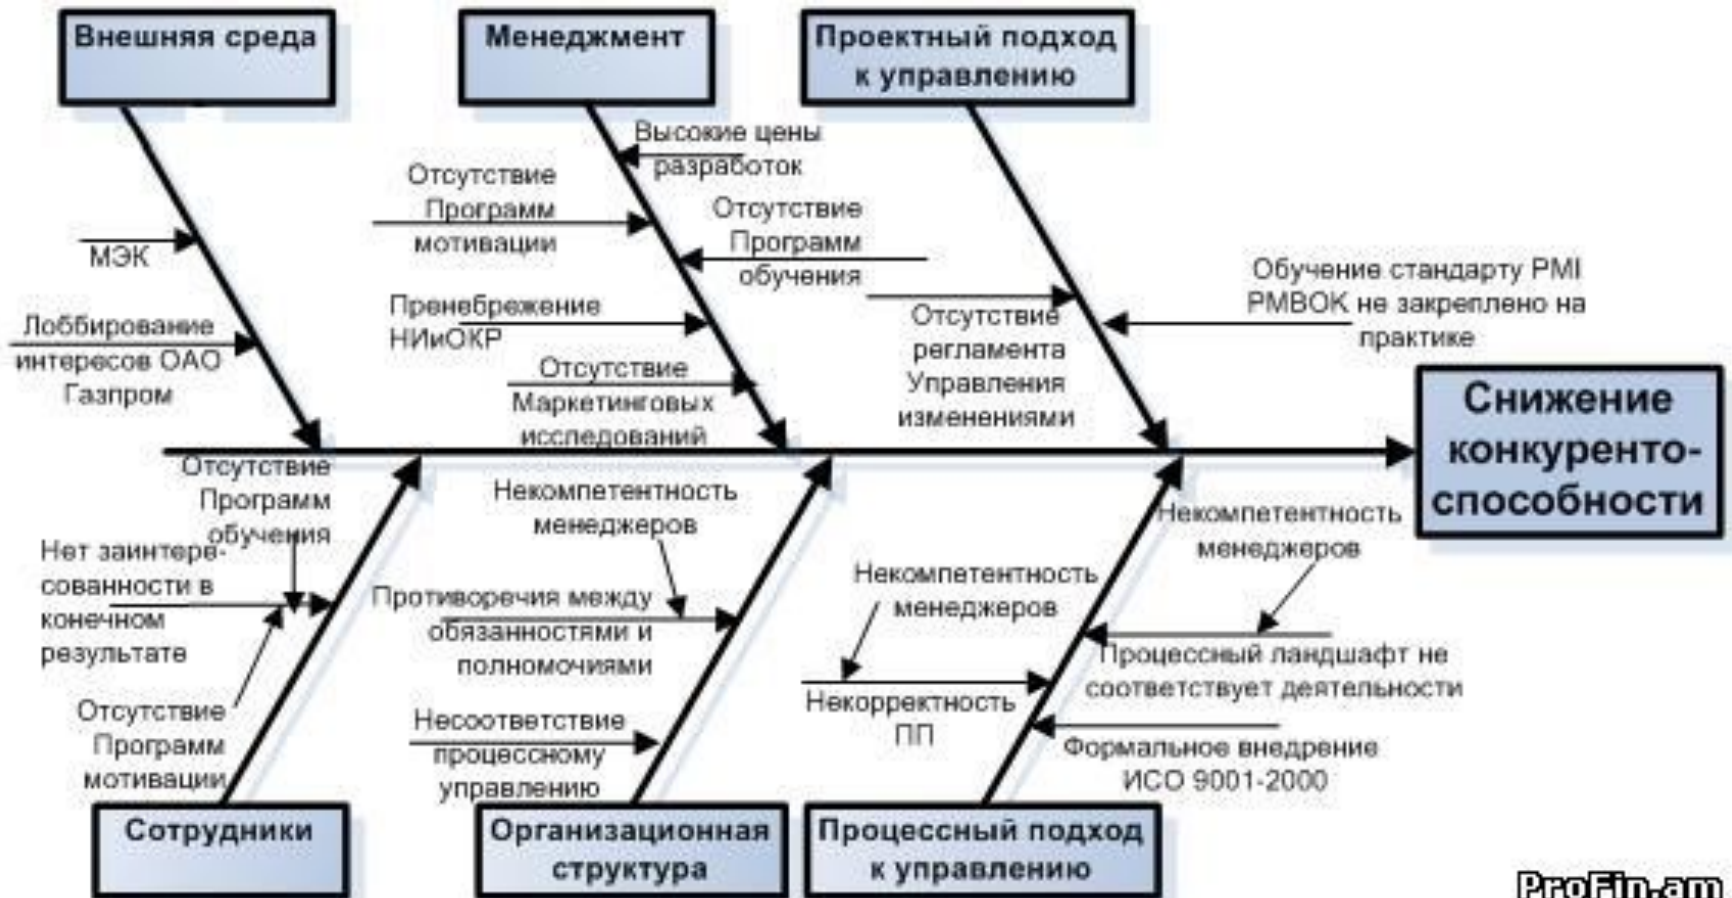 Внешняя среда
Менеджмент
Проектный подход
к управлению
Высокие цены
разработок
Отсутствие
Программ
мотивации
Отсутствие
Программ
обучения
МЭК
Лоббирование
интересов ОАО
Газпром
Пренебрежение
НИиОКР
Отсутствие
Маркетинговых
исследований
Отсутствие
регламента
Управления
изменениями
Обучение стандарту PMI
PMBOK не закреплено на
практике
Снижение
конкуренто-
способности
Отсутствие
Программ
обучения
Нет заинтере-
сованности в
конечном
результате
Отсутствие
Программ
мотивации
Некомпетентность
менеджеров
Противоречия между
обязанностями и
полномочиями
Несоответствие
процессному
управлению
Некомпетентность
менеджеров
Некорректность
ПП
Некомпетентность
менеджеров
Процессный ландшафт не
соответствует деятельности
Формальное внедрение
ИСО 9001-2000
Сотрудники
Организационная
структура
Процессный подход
к управлению
ProFin.am